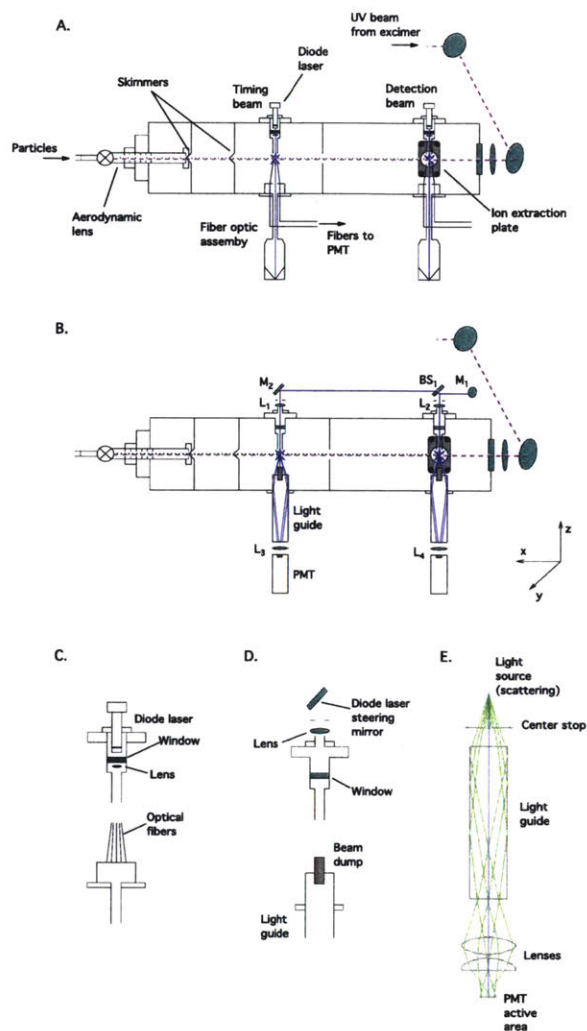 A.
UV beam
from excimer
Diode
laser
Skimmers
Timing
beam
Detection
beam
Particles
Aerodynamic
lens
Fiber optic
assemby
Fibers to
PMT
Ion extraction
plate
B.
M2
BS1
M1
L1
L2
Light
guide
L3
L4
PMT
z
x
y
C.
Diode laser
Window
Lens
Optical
fibers
D.
Diode laser
steering
mirror
Lens
Window
Beam
dump
Light
guide
E.
Light
source
(scattering)
Center stop
Light
guide
Lenses
PMT
active
area